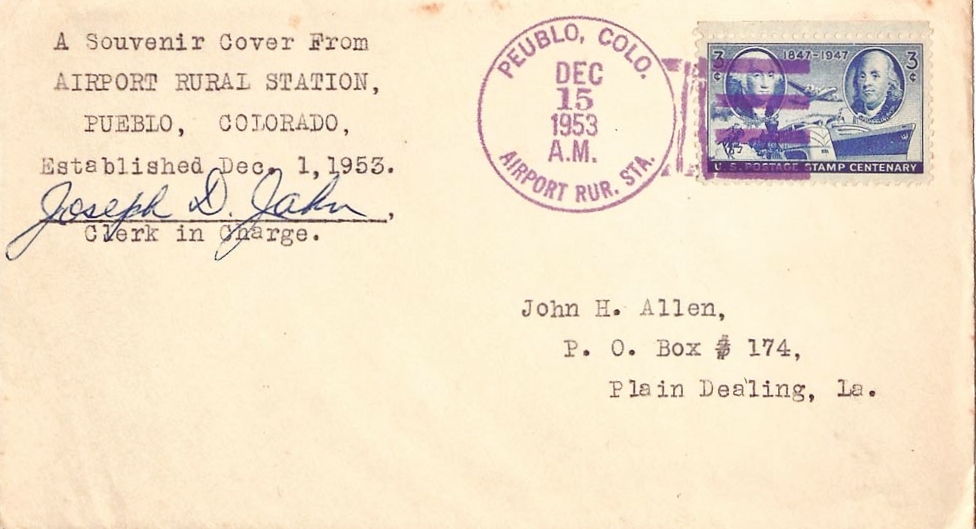 A Souvenir Cover From
AIRPORT RURAL STATION,
PUEBLO, COLORADO,
Established Dec. 1,1953.
Joseph D. Jahn,
Clerk in Charge.
PEUBLO, COLO.
DEC
15
1953
A.M.
AIRPORT RUR. STA.
1847-1947
3¢ 3¢
U.S. POSTAGE STAMP CENTENARY
John H. Allen,
P. O. Box # 174,
Plain Dealing, La.